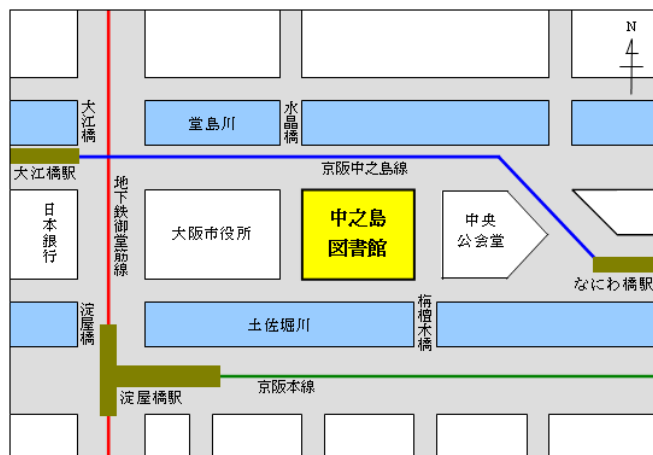 N
大江橋
堂島川
水晶橋
大江橋駅
京阪中之島線
地下鉄御堂筋線
日本銀行
大阪市役所
中之島
図書館
中央
公会堂
なにわ橋駅
淀屋橋
土佐堀川
栴檀木橋
淀屋橋駅
京阪本線